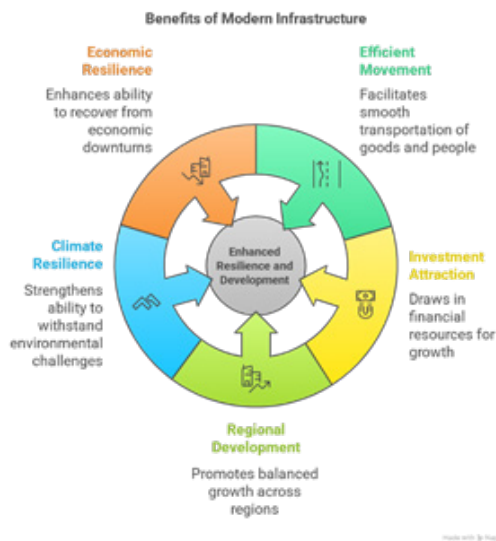 Benefits of Modern Infrastructure
Economic
Resilience
Enhances ability
to recover from
economic
downturns
Efficient
Movement
Facilitates
smooth
transportation of
goods and people
Climate
Resilience
Strengthens
ability to
withstand
environmental
challenges
Enhanced
Resilience and
Development
Investment
Attraction
Draws in
financial
resources for
growth
Regional
Development
Promotes balanced
growth across
regions
Made with